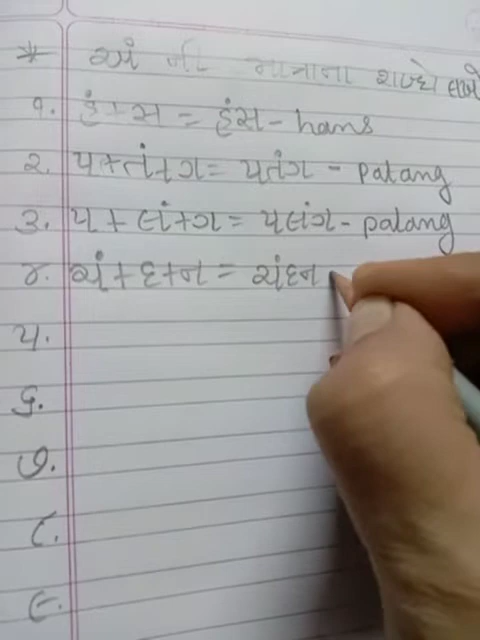 * અં ની માત્રાના શબ્દો લખો
૧. હં+સ = હંસ - hans
૨. પ+તં+ગ = પતંગ - patang
૩. પ+લં+ગ = પલંગ - palang
૪. ચં+દ+ન = ચંદન
૫.
૬.
૭.
૮.
૯.